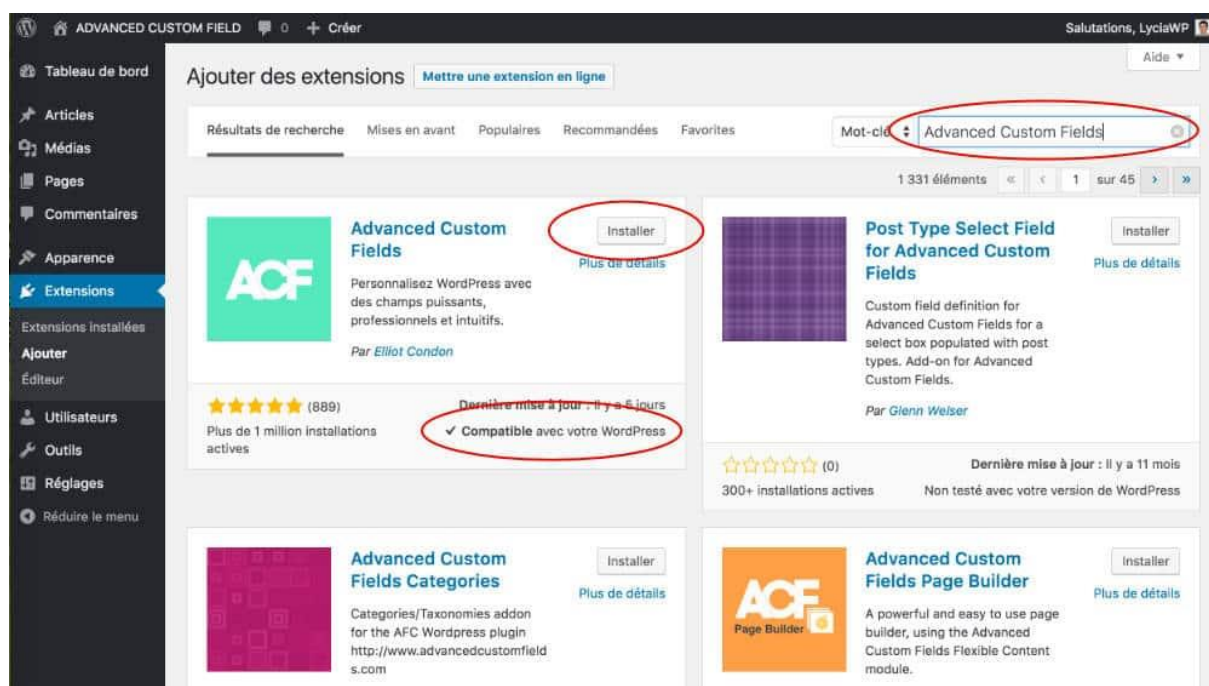 ADVANCED CUSTOM FIELD 0 + Créer Salutations, LyciaWP
Aide
Tableau de bord
Articles
Médias
Pages
Commentaires
Apparence
Extensions
Extensions installées
Ajouter
Éditeur
Utilisateurs
Outils
Réglages
Réduire le menu
Ajouter des extensions Mettre une extension en ligne
Résultats de recherche Mises en avant Populaires Recommandées Favorites Mot-clé Advanced Custom Fields
1 331 éléments « ‹ 1 sur 45 › »
ACF
Advanced Custom
Fields
Installer
Plus de détails
Personnalisez WordPress avec
des champs puissants,
professionnels et intuitifs.
Par Elliot Condon
(889)
Plus de 1 million installations
actives
Dernière mise à jour : Il y a 6 jours
✓ Compatible avec votre WordPress
Post Type Select Field
for Advanced Custom
Fields
Installer
Plus de détails
Custom field definition for
Advanced Custom Fields for a
select box populated with post
types. Add-on for Advanced
Custom Fields.
Par Glenn Welser
(0)
300+ installations actives
Dernière mise à jour : Il y a 11 mois
Non testé avec votre version de WordPress
Advanced Custom
Fields Categories
Installer
Plus de détails
Categories/Taxonomies addon
for the AFC Wordpress plugin
http://www.advancedcustomfield
s.com
ACF
Page Builder
Advanced Custom
Fields Page Builder
Installer
Plus de détails
A powerful and easy to use page
builder, using the Advanced
Custom Fields Flexible Content
module.